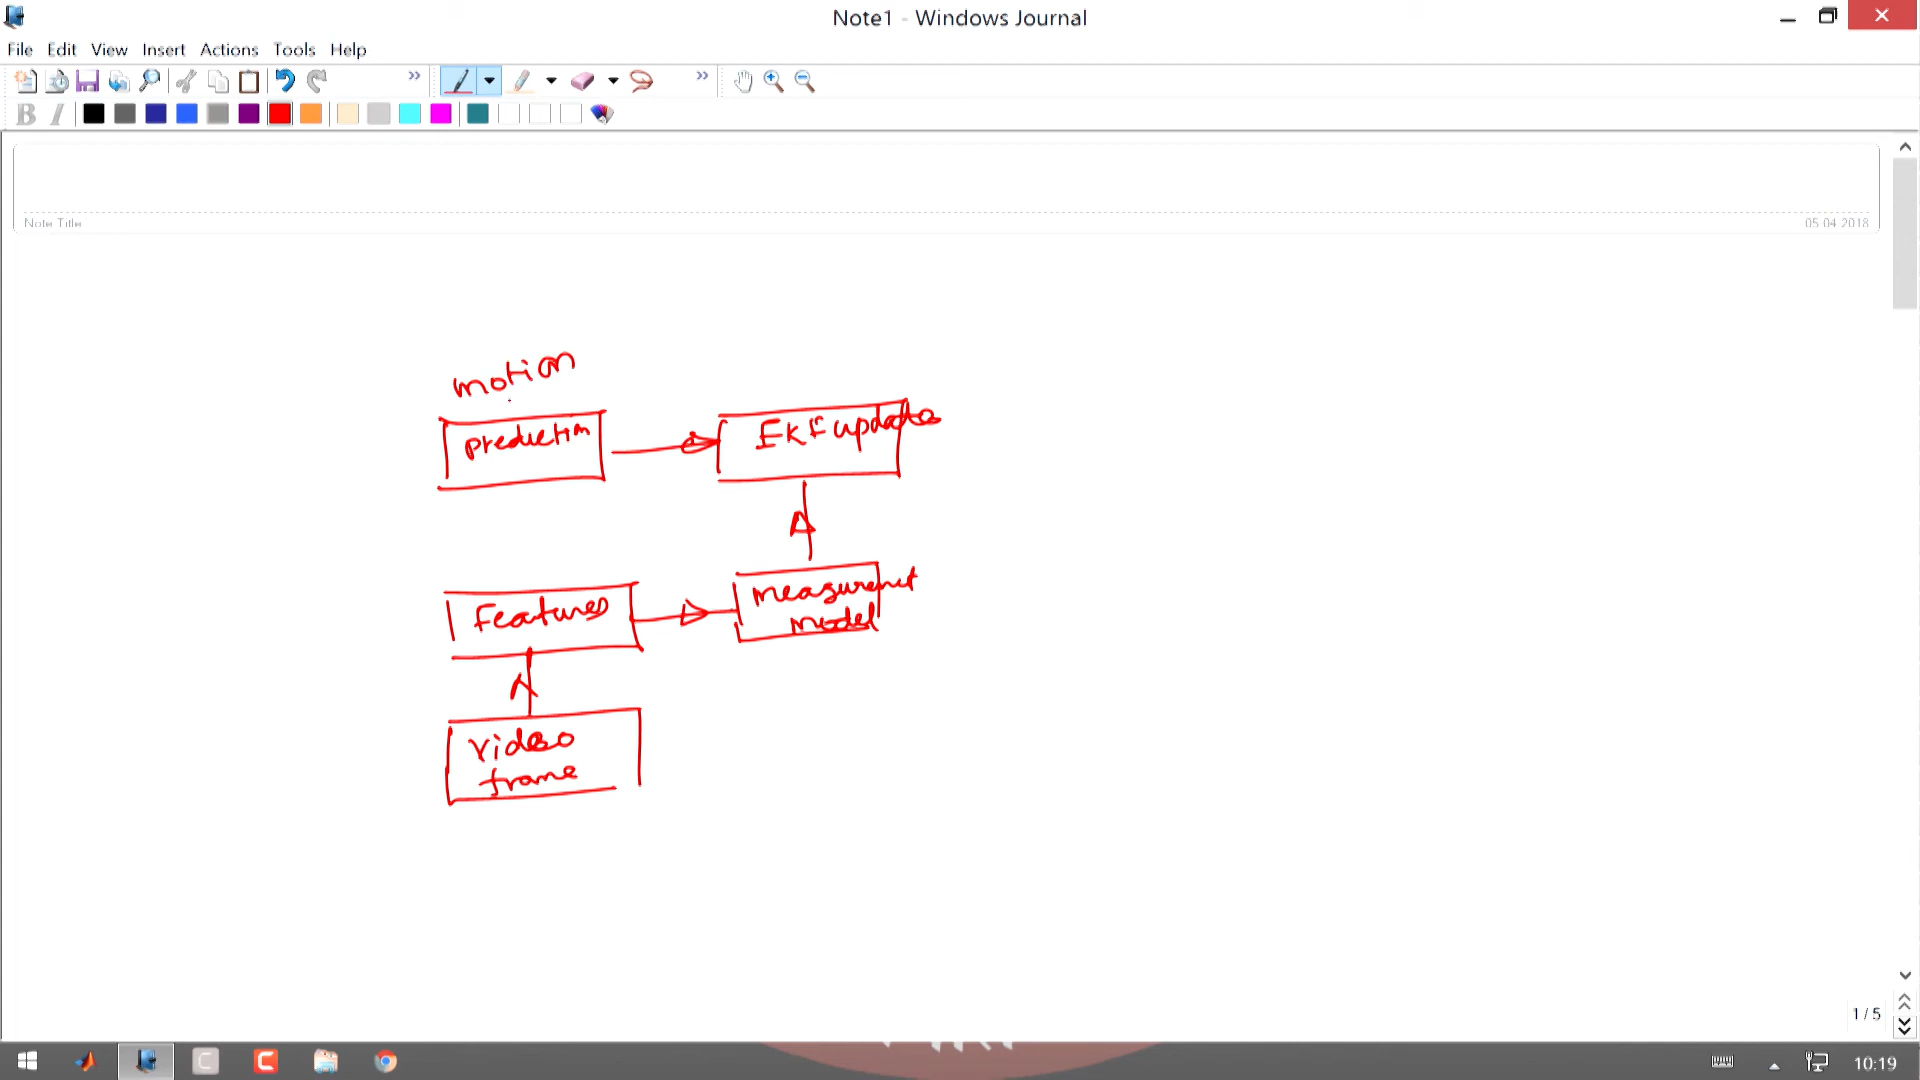 Note1 - Windows Journal
File Edit View Insert Actions Tools Help
B I
Note Title
05-04-2018
motion
prediction
EKF update
Features
measuremet
model
video
frame
1 / 5
10:19